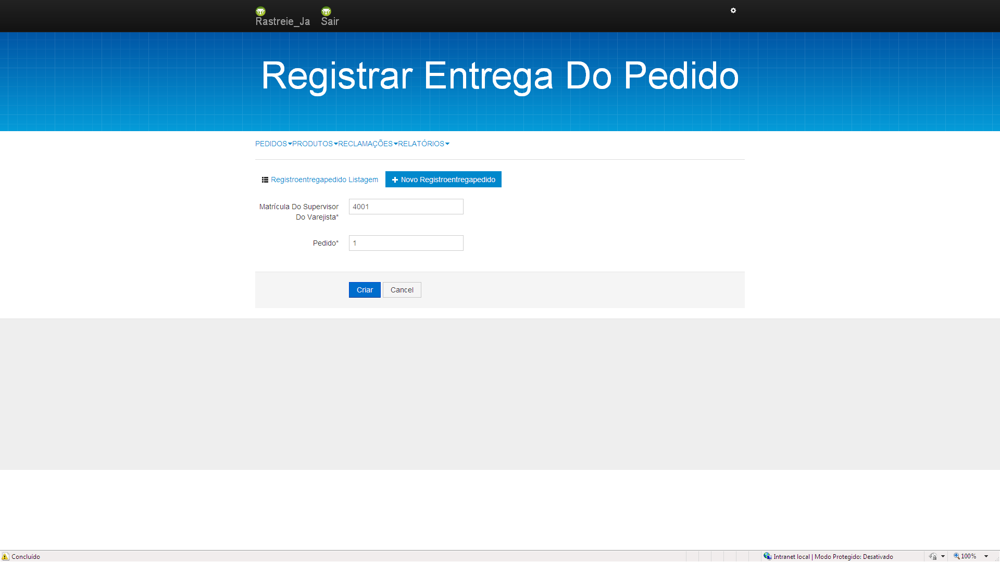 Rastreie_Ja Sair
Registrar Entrega Do Pedido
PEDIDOS PRODUTOS RECLAMAÇÕES RELATÓRIOS
Registroentregapedido Listagem Novo Registroentregapedido
Matrícula Do Supervisor Do Varejista* 4001
Pedido* 1
Criar Cancel
Concluído Intranet local | Modo Protegido: Desativado 100%